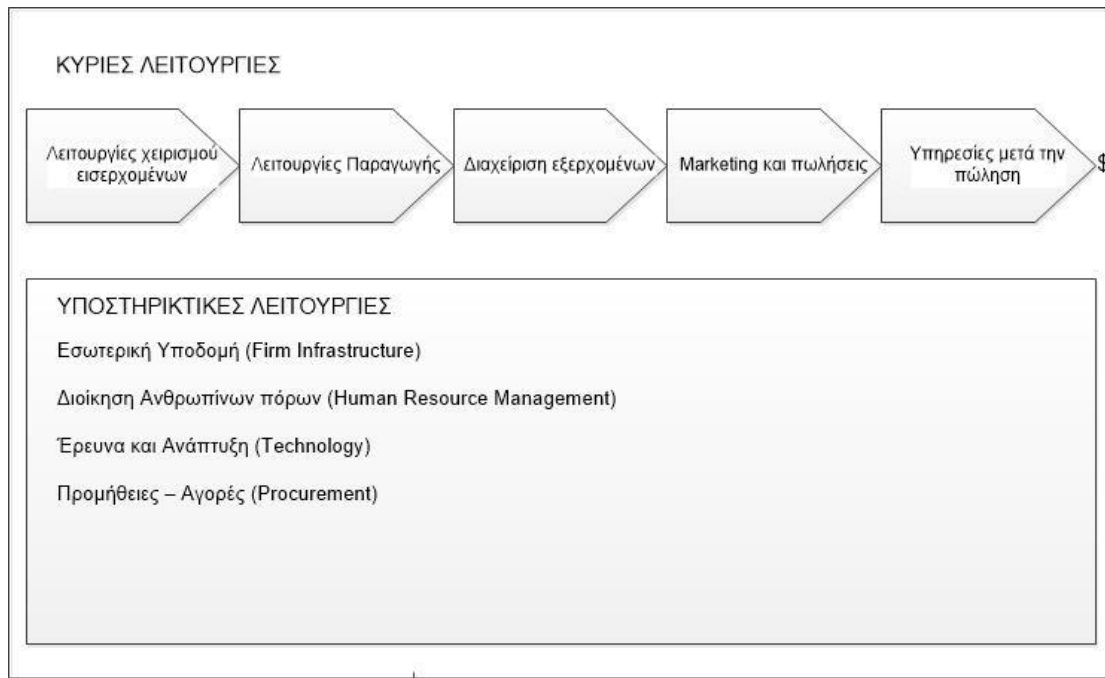 ΚΥΡΙΕΣ ΛΕΙΤΟΥΡΓΙΕΣ
Λειτουργίες χειρισμού
εισερχομένων
Λειτουργίες Παραγωγής
Διαχείριση εξερχομένων
Marketing και πωλήσεις
Υπηρεσίες μετά την
πώληση
$
ΥΠΟΣΤΗΡΙΚΤΙΚΕΣ ΛΕΙΤΟΥΡΓΙΕΣ
Εσωτερική Υποδομή (Firm Infrastructure)
Διοίκηση Ανθρωπίνων πόρων (Human Resource Management)
Έρευνα και Ανάπτυξη (Technology)
Προμήθειες – Αγορές (Procurement)